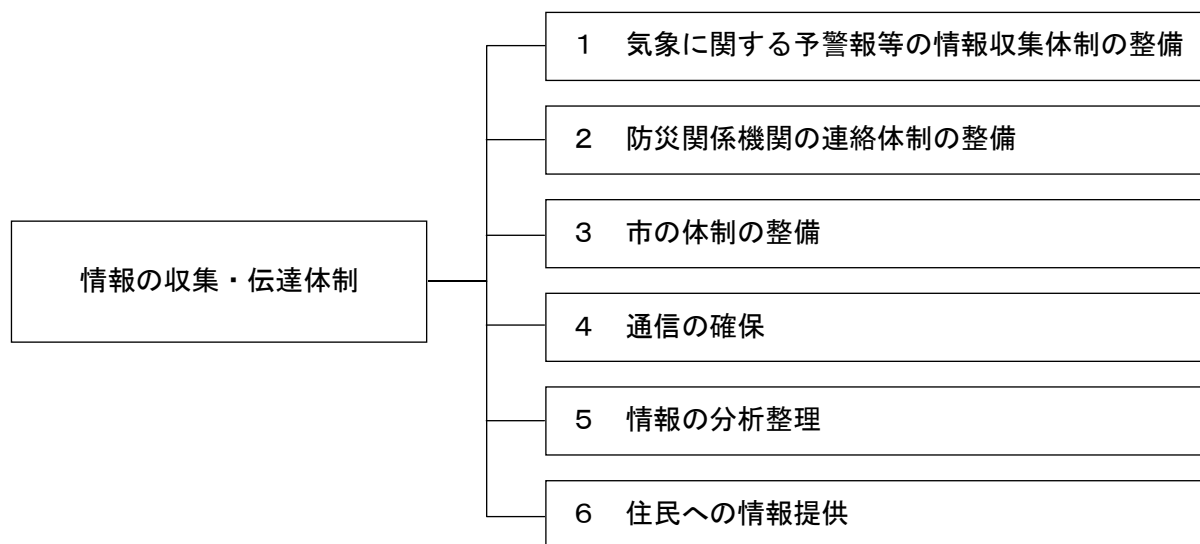 情報の収集・伝達体制
１　気象に関する予警報等の情報収集体制の整備
２　防災関係機関の連絡体制の整備
３　市の体制の整備
４　通信の確保
５　情報の分析整理
６　住民への情報提供